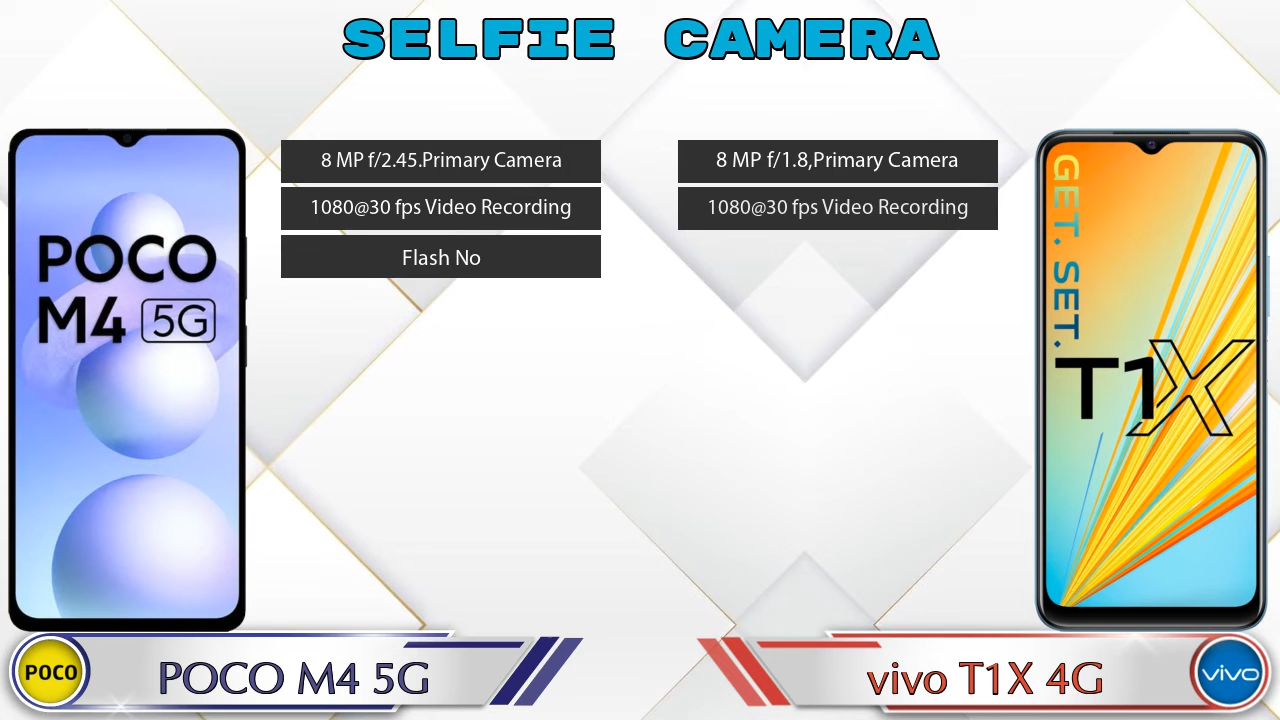 SELFIE CAMERA
8 MP f/2.45.Primary Camera
1080@30 fps Video Recording
Flash No
8 MP f/1.8,Primary Camera
1080@30 fps Video Recording
POCO
M4 5G
GET. SET.
T1X
POCO
POCO M4 5G
vivo T1X 4G
vivo